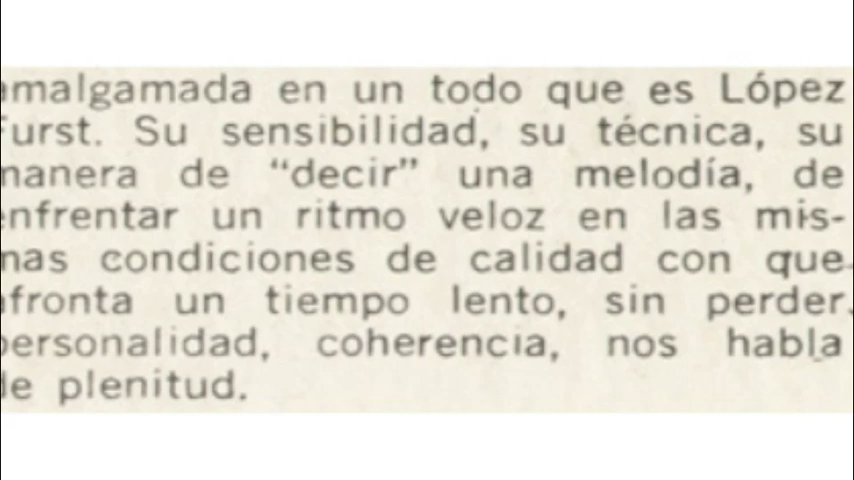 amalgamada en un todo que es López
Furst. Su sensibilidad, su técnica, su
manera de “decir” una melodía, de
enfrentar un ritmo veloz en las mis-
mas condiciones de calidad con que
afronta un tiempo lento, sin perder
personalidad, coherencia, nos habla
de plenitud.